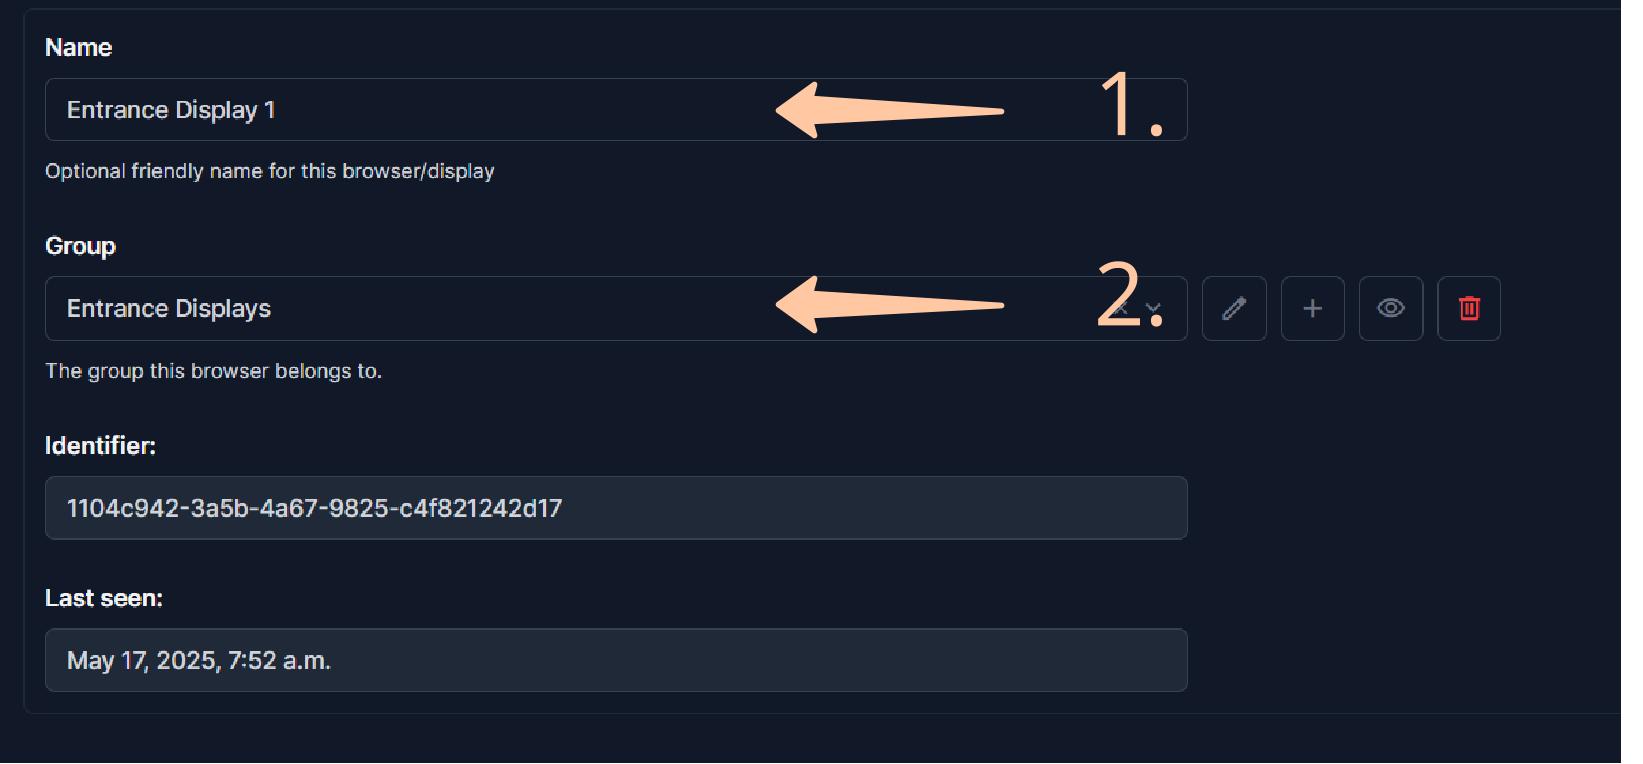 Name
Entrance Display 1
1.
Optional friendly name for this browser/display
Group
Entrance Displays
2.
The group this browser belongs to.
Identifier:
1104c942-3a5b-4a67-9825-c4f821242d17
Last seen:
May 17, 2025, 7:52 a.m.